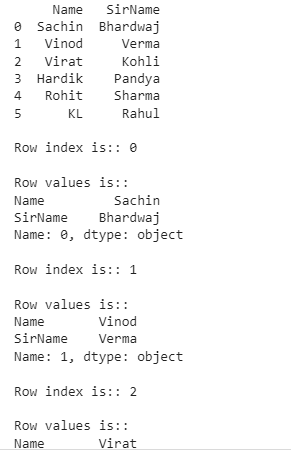 Name SirName
0 Sachin Bhardwaj
1 Vinod Verma
2 Virat Kohli
3 Hardik Pandya
4 Rohit Sharma
5 KL Rahul
Row index is:: 0
Row values is::
Name Sachin
SirName Bhardwaj
Name: 0, dtype: object
Row index is:: 1
Row values is::
Name Vinod
SirName Verma
Name: 1, dtype: object
Row index is:: 2
Row values is::
Name Virat